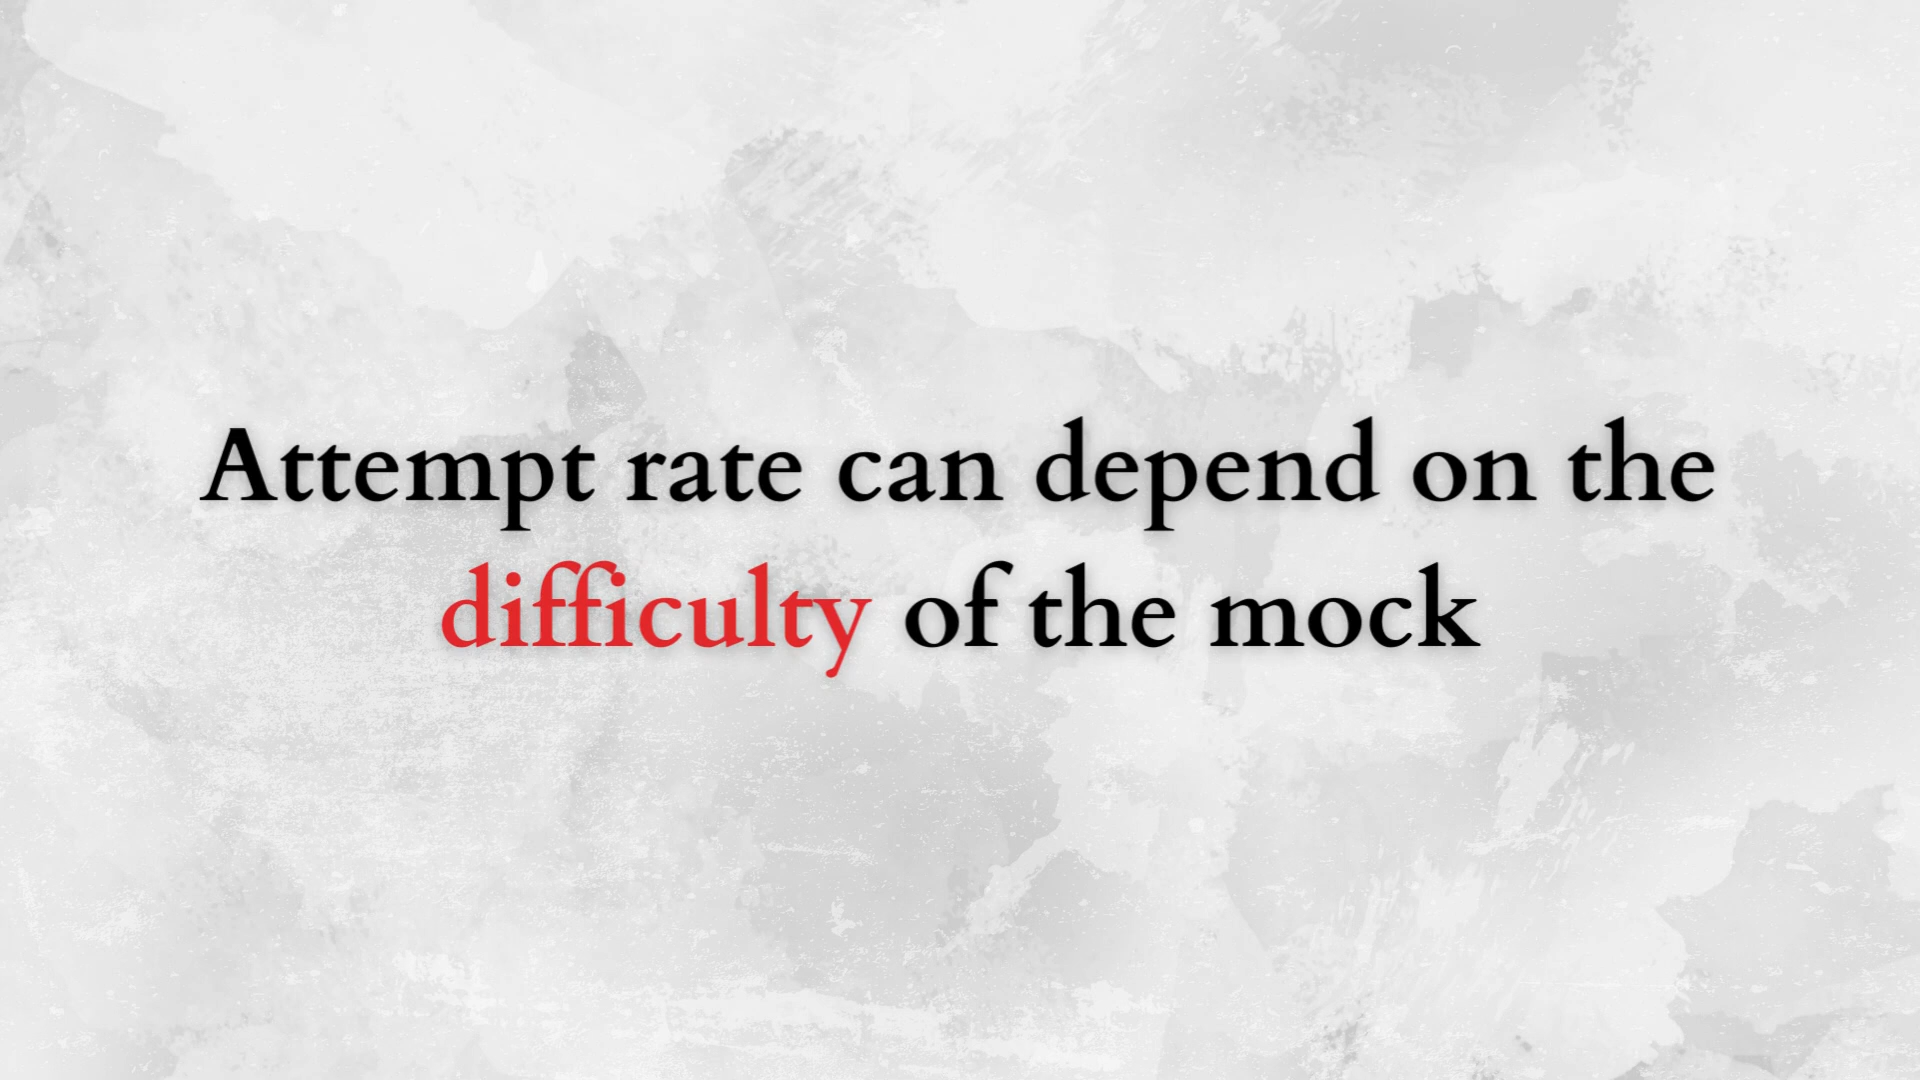 Attempt rate can depend on the
difficulty of the mock